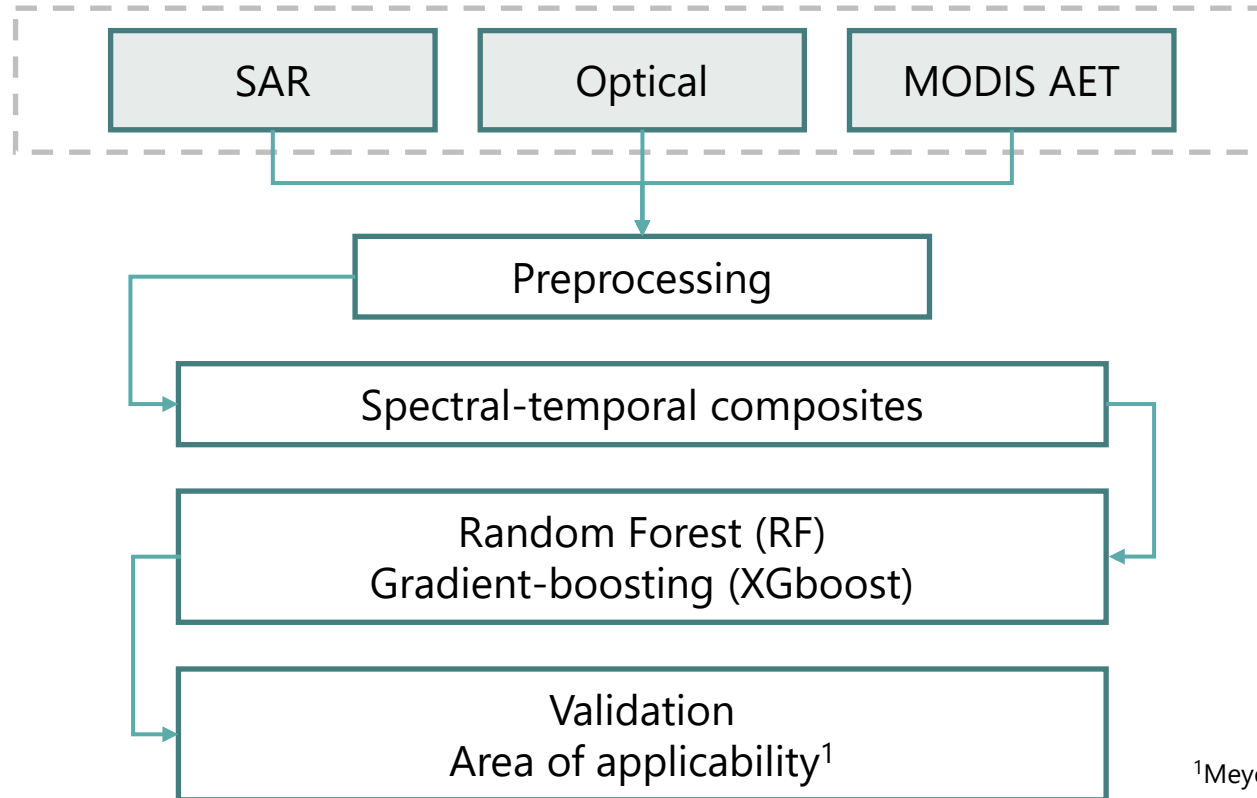 SAR
Optical
MODIS AET
Preprocessing
Spectral-temporal composites
Random Forest (RF)
Gradient-boosting (XGboost)
Validation
Area of applicability¹